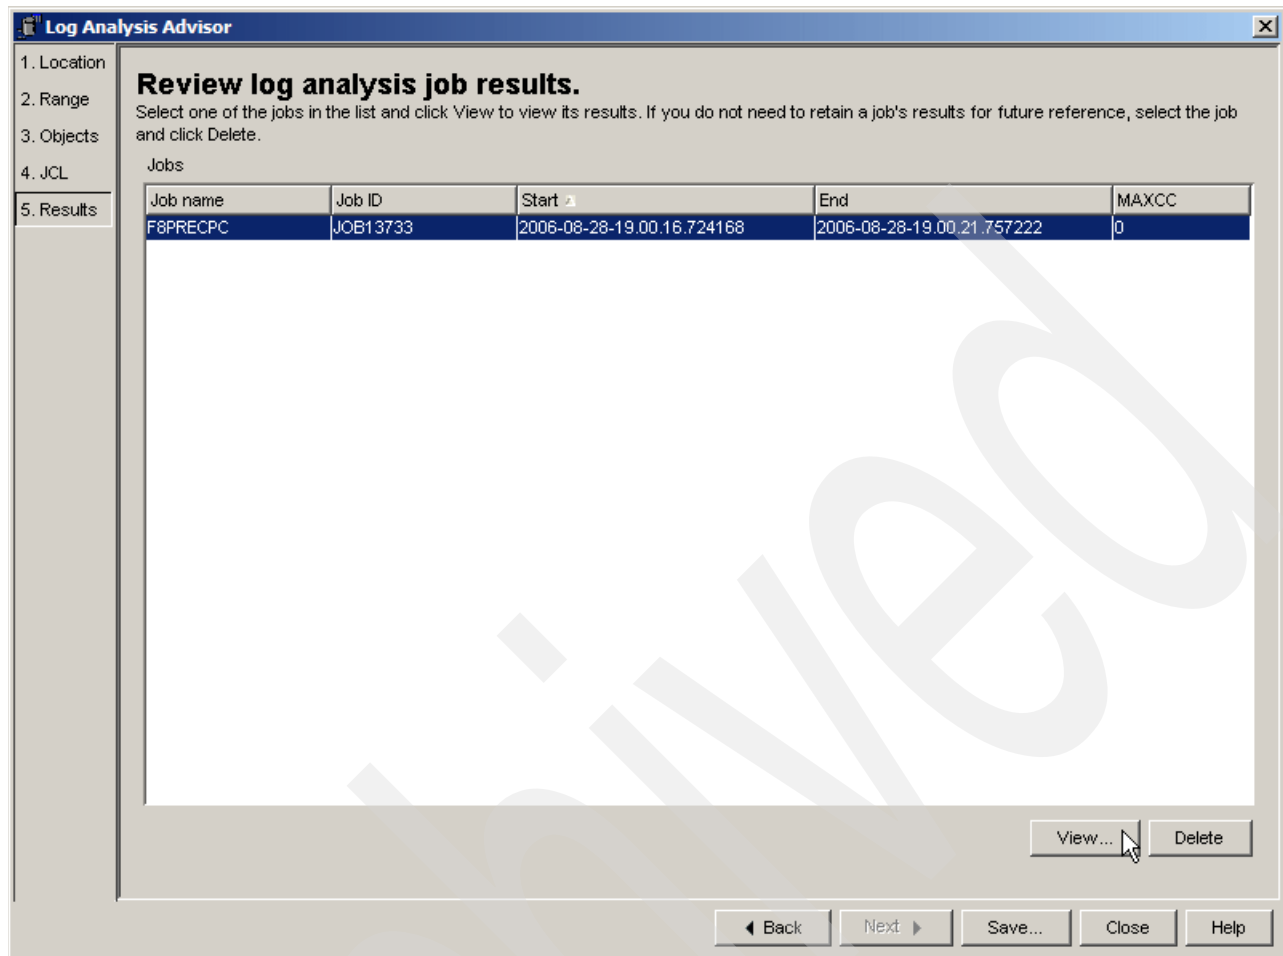 Log Analysis Advisor
1. Location
2. Range
3. Objects
4. JCL
5. Results
Review log analysis job results.
Select one of the jobs in the list and click View to view its results. If you do not need to retain a job's results for future reference, select the job
and click Delete.
Jobs
Job name Job ID Start End MAXCC
F8PRECPC JOB13733 2006-08-28-19.00.16.724168 2006-08-28-19.00.21.757222 0
View... Delete
Back Next Save... Close Help
hived